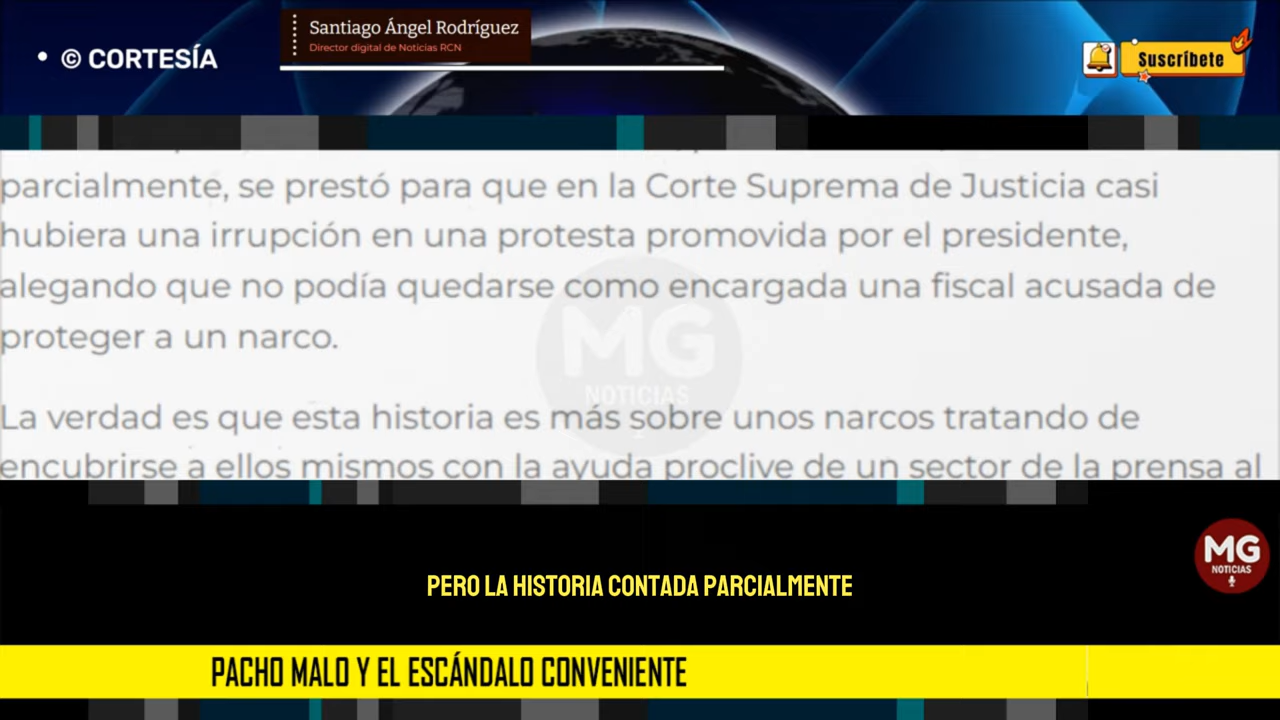 Santiago Ángel Rodríguez
Director digital de Noticias RCN
• © CORTESÍA
Suscríbete
parcialmente, se prestó para que en la Corte Suprema de Justicia casi
hubiera una irrupción en una protesta promovida por el presidente,
alegando que no podía quedarse como encargada una fiscal acusada de
proteger a un narco.
MG
NOTICIAS
La verdad es que esta historia es más sobre unos narcos tratando de
encubrirse a ellos mismos con la ayuda proclive de un sector de la prensa al
MG
NOTICIAS
PERO LA HISTORIA CONTADA PARCIALMENTE
PACHO MALO Y EL ESCÁNDALO CONVENIENTE